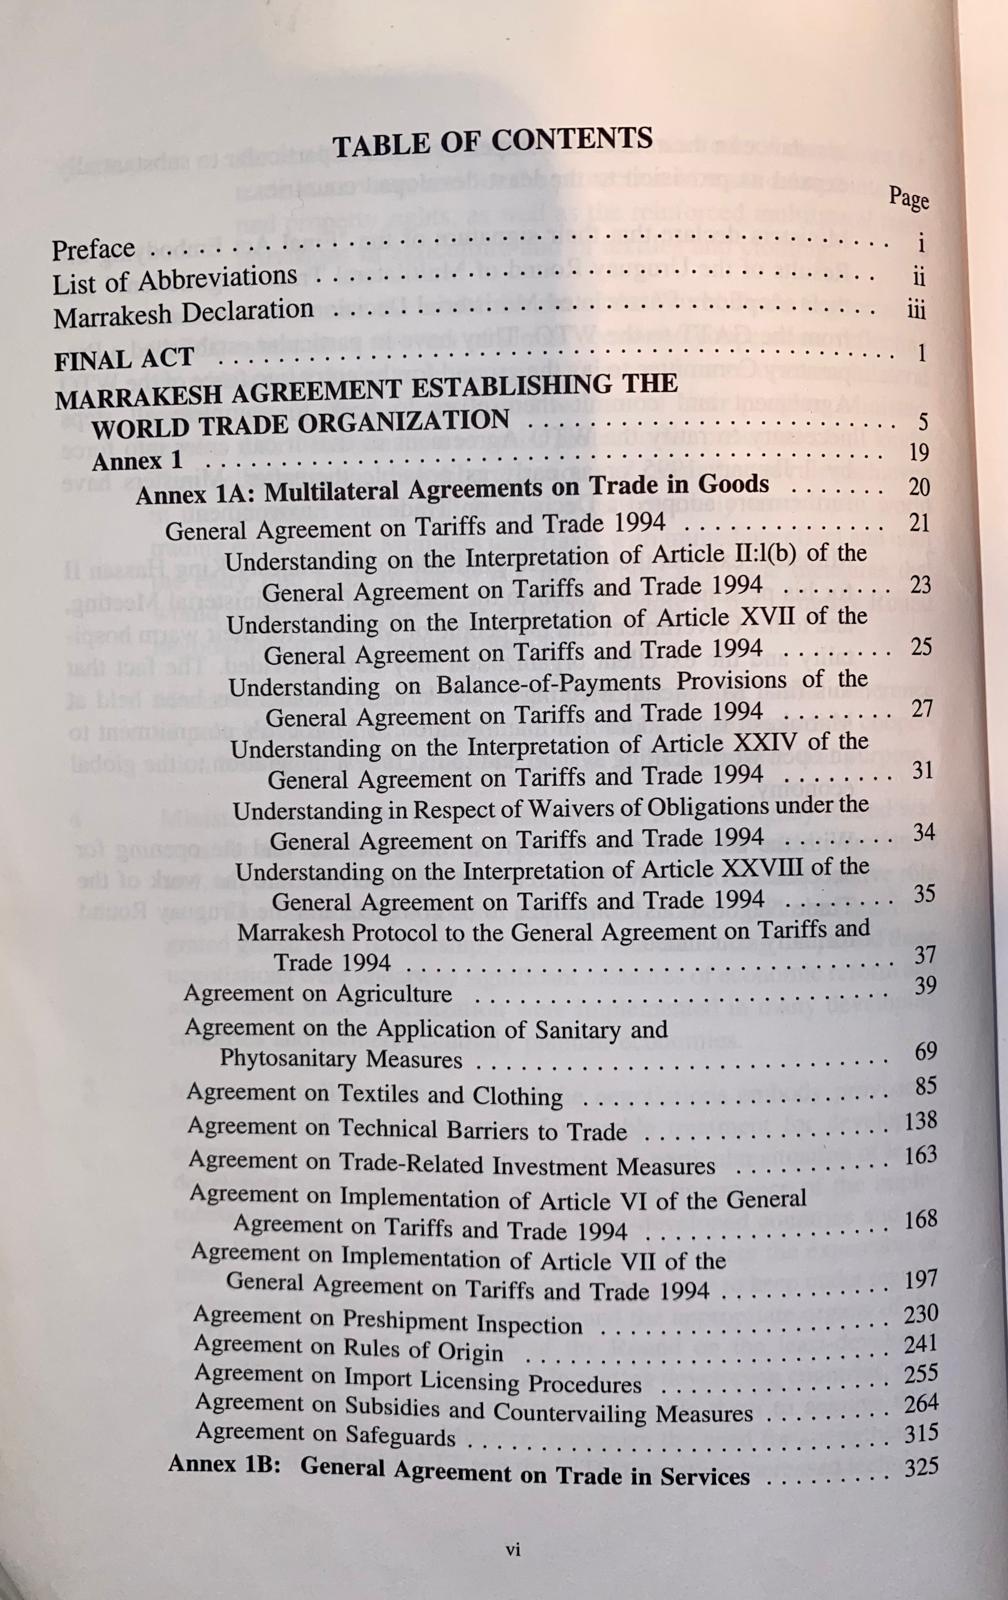 TABLE OF CONTENTS
Page
Preface . . . . . . . . . . . . . . . . . . . . . . . . . . . . . . . . . . . . . . . . . . i
List of Abbreviations . . . . . . . . . . . . . . . . . . . . . . . . . . . . . . ii
Marrakesh Declaration . . . . . . . . . . . . . . . . . . . . . . . . . . . . . iii
FINAL ACT . . . . . . . . . . . . . . . . . . . . . . . . . . . . . . . . . . . . . 1
MARRAKESH AGREEMENT ESTABLISHING THE
WORLD TRADE ORGANIZATION . . . . . . . . . . . . . . . . . . . . . 5
Annex 1 . . . . . . . . . . . . . . . . . . . . . . . . . . . . . . . . . . . . . . 19
Annex 1A: Multilateral Agreements on Trade in Goods . . . . . . . 20
General Agreement on Tariffs and Trade 1994 . . . . . . . . . . . . 21
Understanding on the Interpretation of Article II:l(b) of the
General Agreement on Tariffs and Trade 1994 . . . . . . . . 23
Understanding on the Interpretation of Article XVII of the
General Agreement on Tariffs and Trade 1994 . . . . . . . . 25
Understanding on Balance-of-Payments Provisions of the
General Agreement on Tariffs and Trade 1994 . . . . . . . . 27
Understanding on the Interpretation of Article XXIV of the
General Agreement on Tariffs and Trade 1994 . . . . . . . . 31
Understanding in Respect of Waivers of Obligations under the
General Agreement on Tariffs and Trade 1994 . . . . . . . . 34
Understanding on the Interpretation of Article XXVIII of the
General Agreement on Tariffs and Trade 1994 . . . . . . . . 35
Marrakesh Protocol to the General Agreement on Tariffs and
Trade 1994 . . . . . . . . . . . . . . . . . . . . . . . . . . . . . . . . 37
Agreement on Agriculture . . . . . . . . . . . . . . . . . . . . . . . . . . . 39
Agreement on the Application of Sanitary and
Phytosanitary Measures . . . . . . . . . . . . . . . . . . . . . . . . . . . 69
Agreement on Textiles and Clothing . . . . . . . . . . . . . . . . . . . 85
Agreement on Technical Barriers to Trade . . . . . . . . . . . . . . . 138
Agreement on Trade-Related Investment Measures . . . . . . . . . . 163
Agreement on Implementation of Article VI of the General
Agreement on Tariffs and Trade 1994 . . . . . . . . . . . . . . . 168
Agreement on Implementation of Article VII of the
General Agreement on Tariffs and Trade 1994 . . . . . . . . . . . 197
Agreement on Preshipment Inspection . . . . . . . . . . . . . . . . . . 230
Agreement on Rules of Origin . . . . . . . . . . . . . . . . . . . . . . . 241
Agreement on Import Licensing Procedures . . . . . . . . . . . . . . 255
Agreement on Subsidies and Countervailing Measures . . . . . . . . 264
Agreement on Safeguards . . . . . . . . . . . . . . . . . . . . . . . . . . . 315
Annex 1B: General Agreement on Trade in Services . . . . . . . . . 325
vi